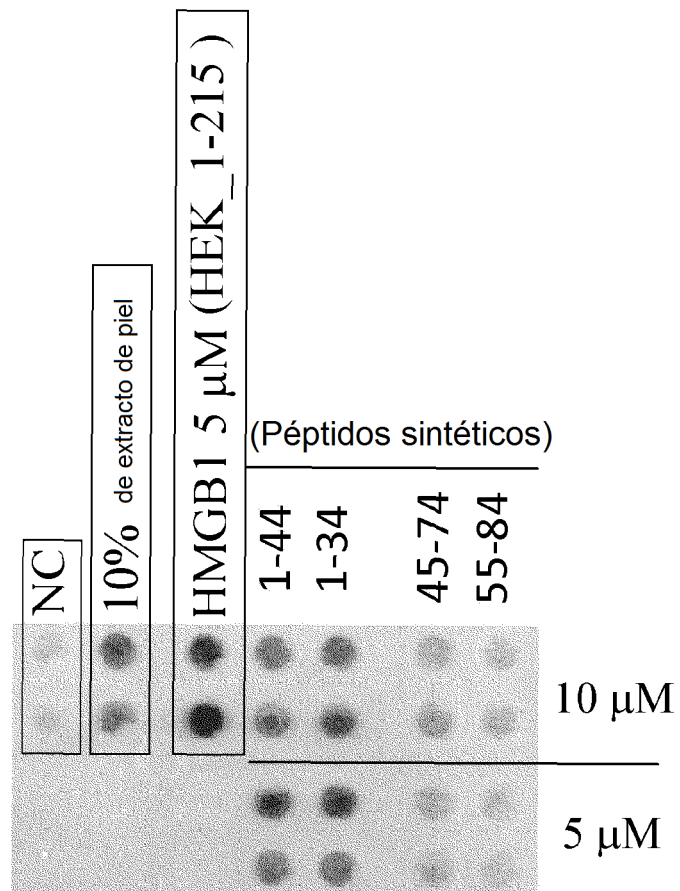 NC
10% de extracto de piel
HMGB1 5 μM (HEK_1-215)
(Péptidos sintéticos)
1-44
1-34
45-74
55-84
10 μM
5 μM